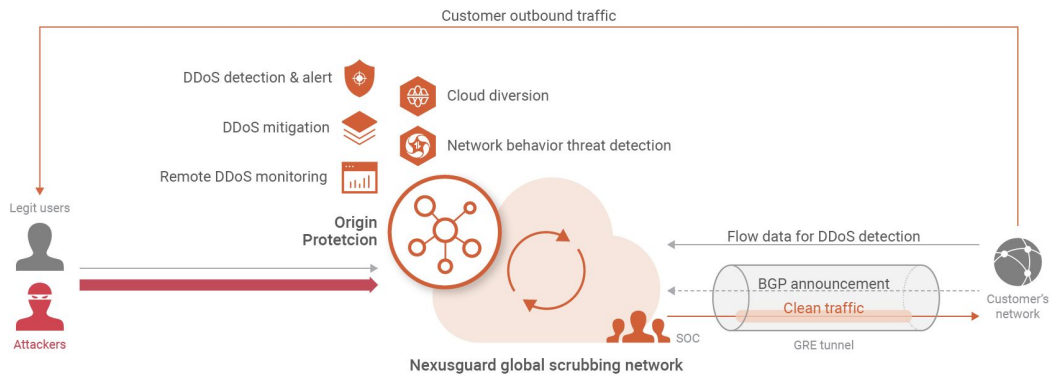 Customer outbound traffic
DDoS detection & alert
Cloud diversion
DDoS mitigation
Network behavior threat detection
Remote DDoS monitoring
Legit users
Origin
Protetcion
Flow data for DDoS detection
BGP announcement
Clean traffic
Customer's
network
Attackers
SOC
GRE tunnel
Nexusguard global scrubbing network